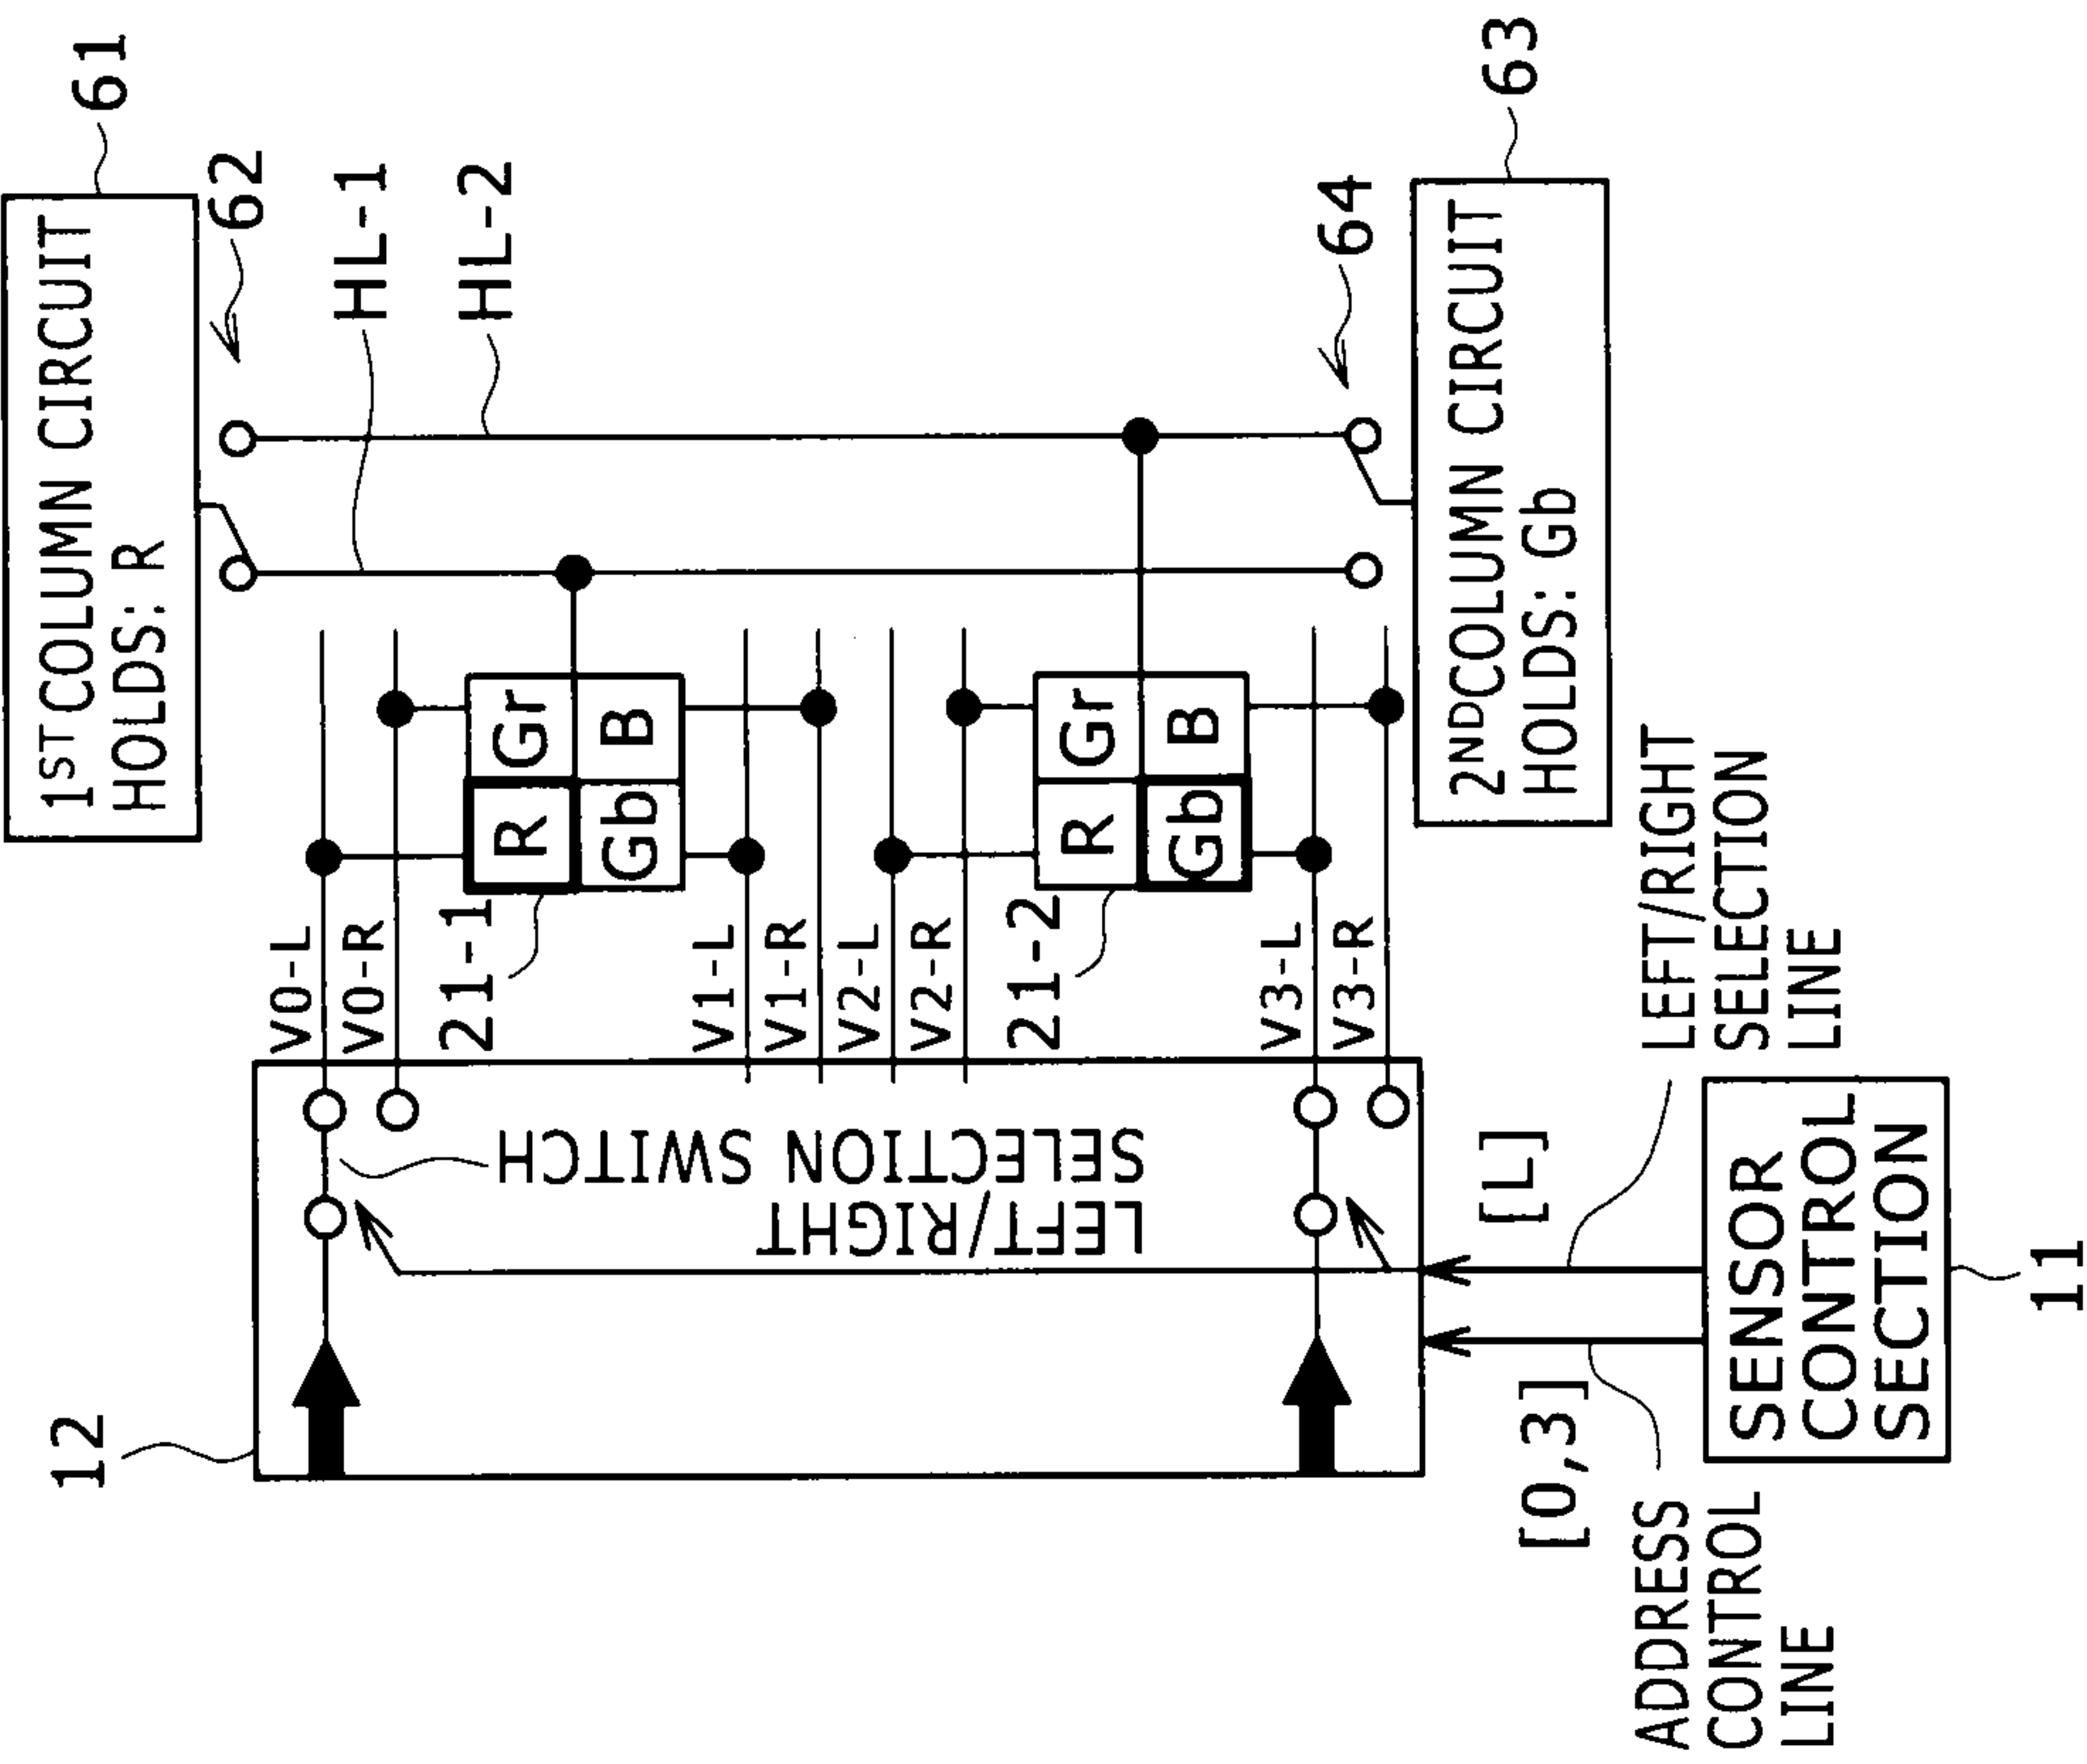 61
1ST COLUMN CIRCUIT
HOLDS: R
62
HL-1
HL-2
64
63
2NDCOLUMN CIRCUIT
HOLDS: Gb
V0-L
V0-R
21-1
R
Gr
Gb
B
V1-L
V1-R
V2-L
V2-R
21-2
R
Gr
Gb
B
V3-L
V3-R
12
LEFT/RIGHT
SELECTION SWITCH
[L]
LEFT/RIGHT
SELECTION
LINE
[0,3]
ADDRESS
CONTROL
LINE
SENSOR
CONTROL
SECTION
11